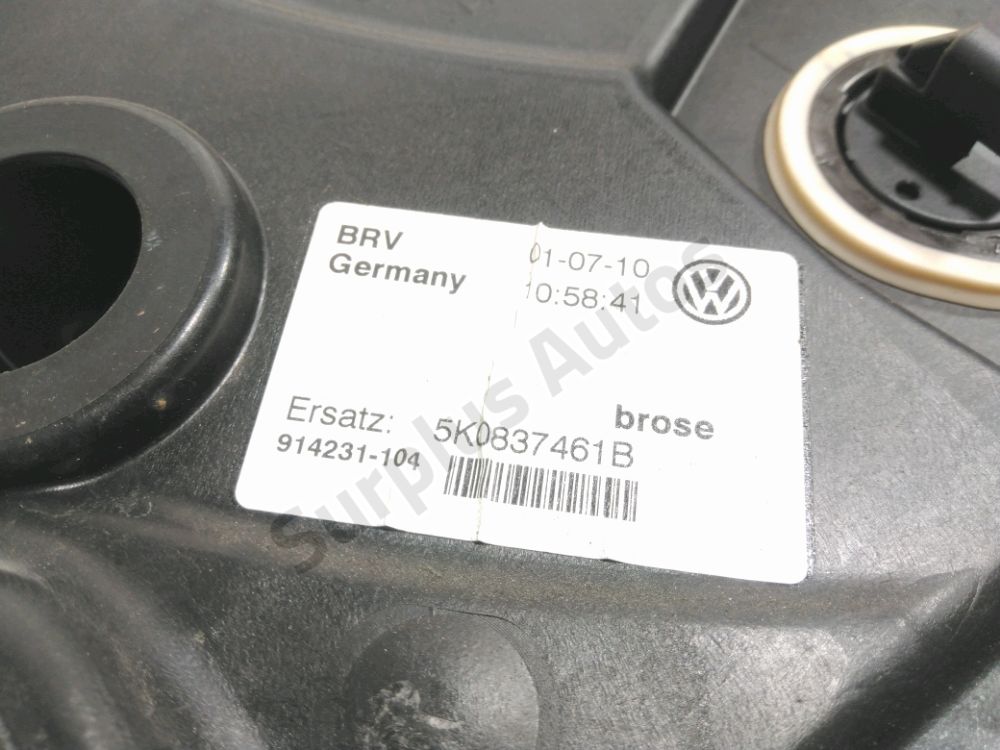 BRV 01-07-10
Germany 10:58:41
brose
Ersatz: 5K0837461B
914231-104
Surplus Autos